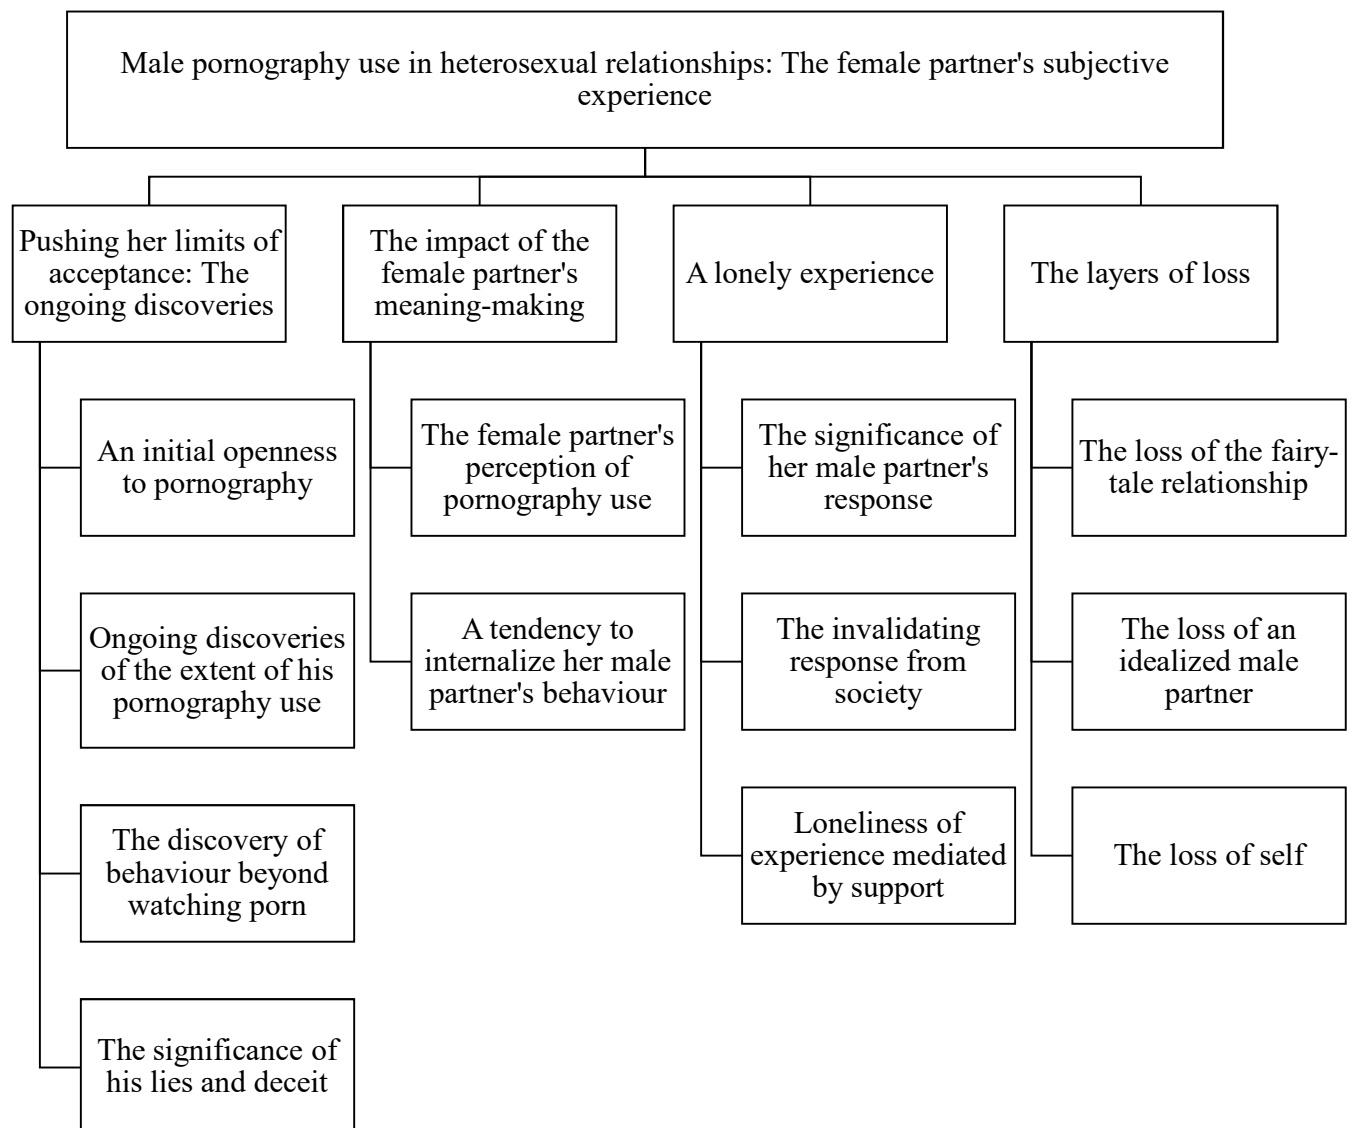 Male pornography use in heterosexual relationships: The female partner's subjective
experience
Pushing her limits of
acceptance: The
ongoing discoveries
An initial openness
to pornography
Ongoing discoveries
of the extent of his
pornography use
The discovery of
behaviour beyond
watching porn
The significance of
his lies and deceit
The impact of the
female partner's
meaning-making
The female partner's
perception of
pornography use
A tendency to
internalize her male
partner's behaviour
A lonely experience
The significance of
her male partner's
response
The invalidating
response from
society
Loneliness of
experience mediated
by support
The layers of loss
The loss of the fairy-
tale relationship
The loss of an
idealized male
partner
The loss of self